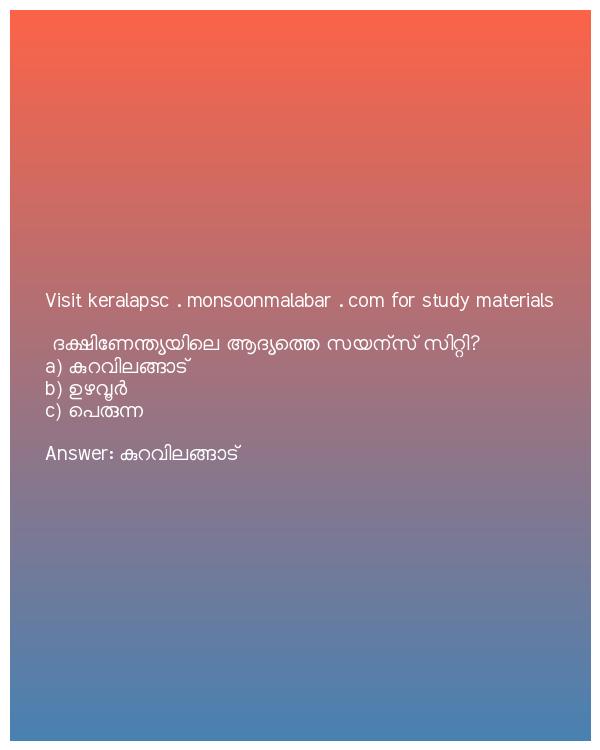 Visit keralapsc . monsoonmalabar . com for study materials
ദക്ഷിണേന്ത്യയിലെ ആദ്യത്തെ സയന്സ് സിറ്റി?
a) കുറവിലങ്ങാട്
b) ഉഴവൂർ
c) പെരുന്ന
Answer: കുറവിലങ്ങാട്